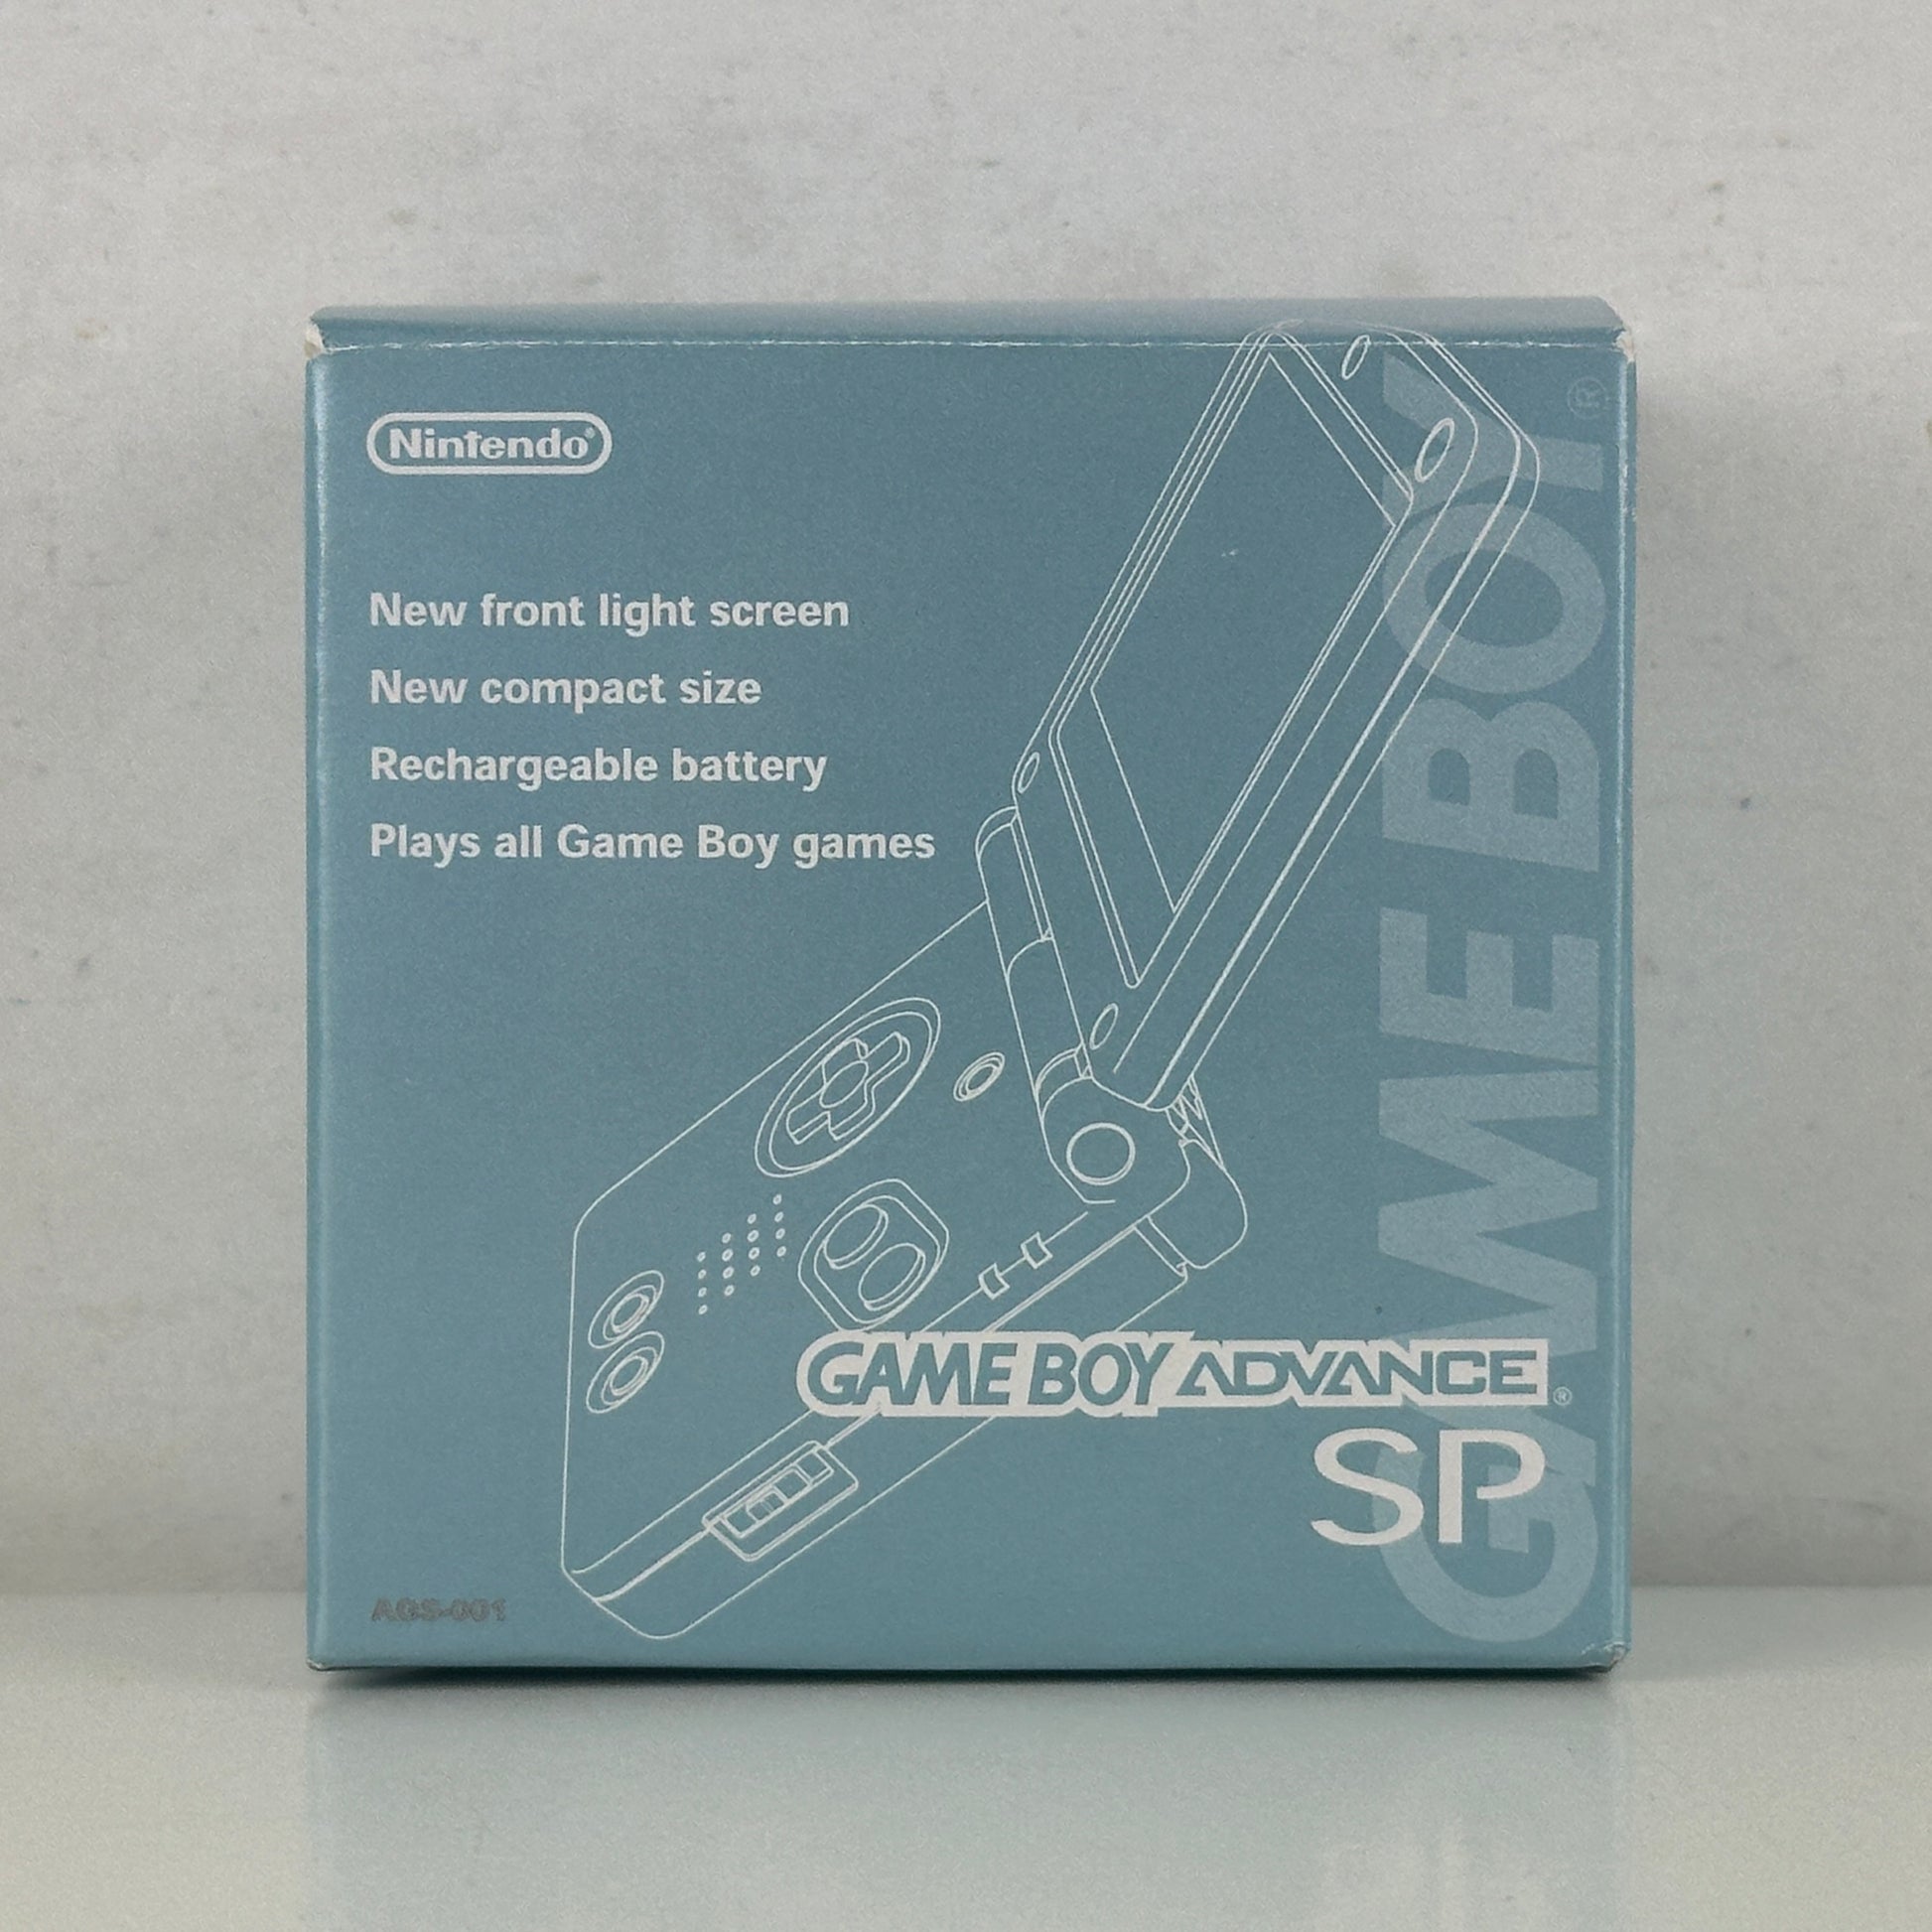 Nintendo®
New front light screen
New compact size
Rechargeable battery
Plays all Game Boy games
GAME BOY®
GAME BOY ADVANCE®
SP
AGS-001